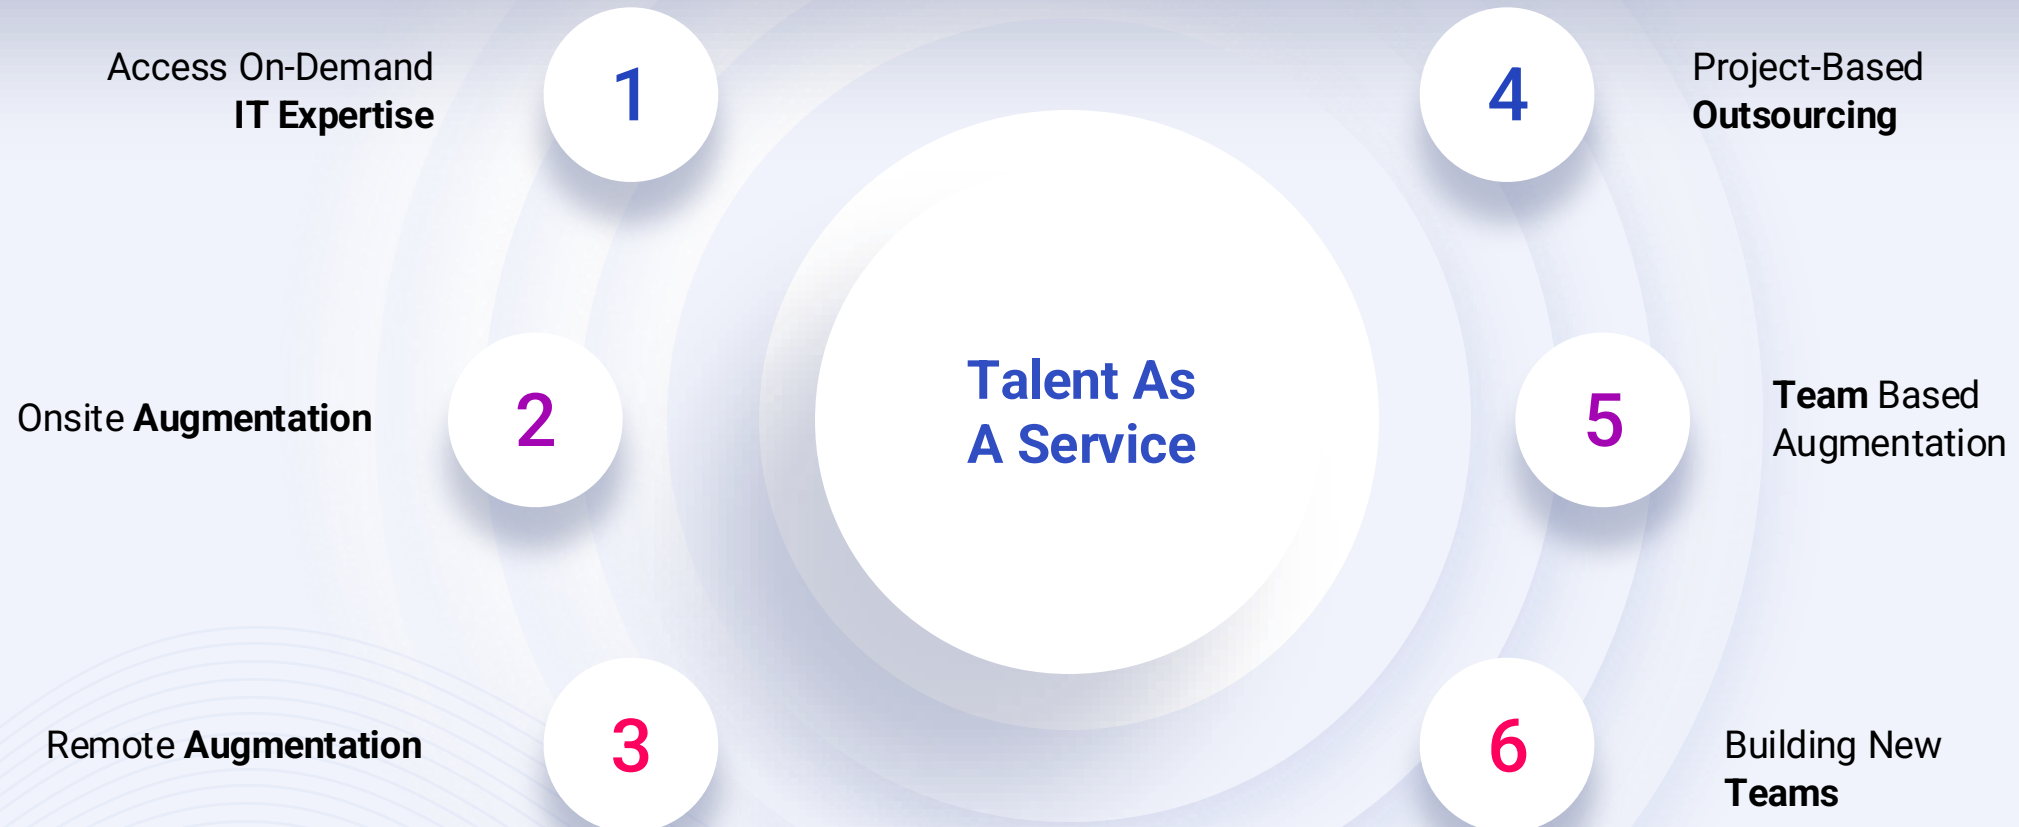 Access On-Demand
IT Expertise
1
Onsite Augmentation
2
Remote Augmentation
3
Talent As
A Service
4
Project-Based
Outsourcing
5
Team Based
Augmentation
6
Building New
Teams